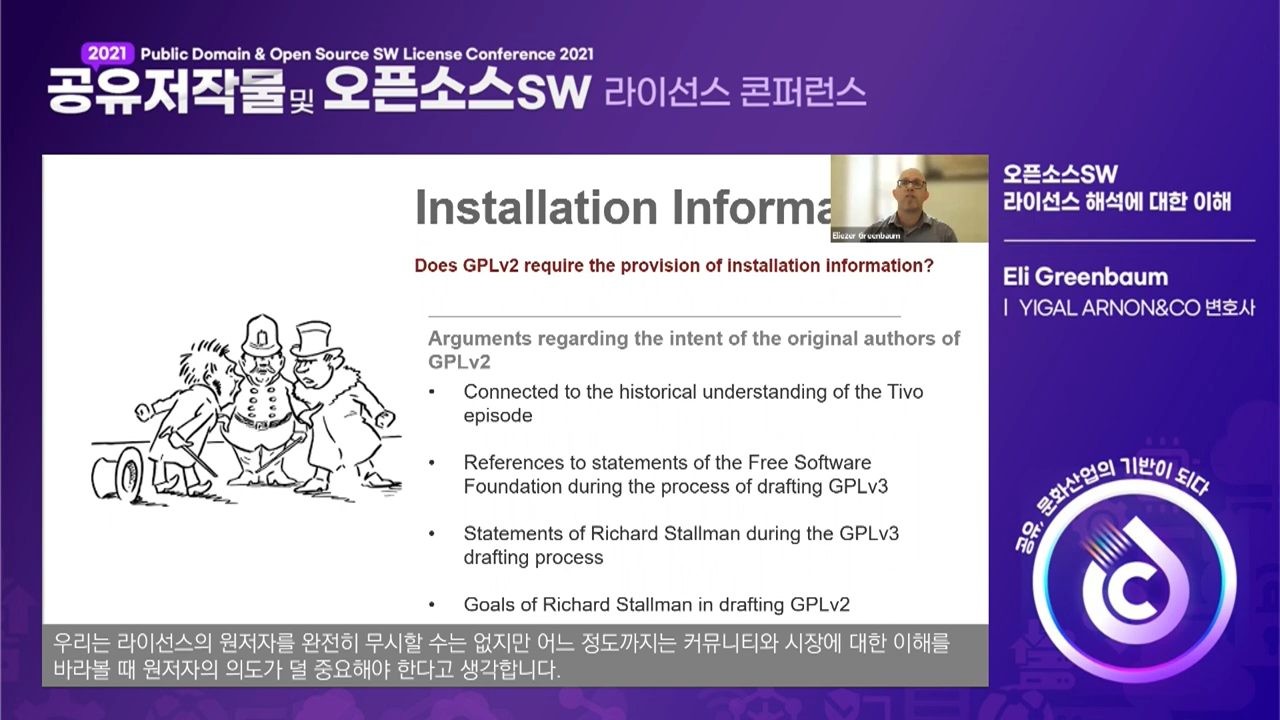 2021 Public Domain & Open Source SW License Conference 2021
공유저작물 및 오픈소스SW 라이선스 콘퍼런스
Installation Informa
Eliezer Greenbaum
Does GPLv2 require the provision of installation information?
Arguments regarding the intent of the original authors of
GPLv2
• Connected to the historical understanding of the Tivo
episode
• References to statements of the Free Software
Foundation during the process of drafting GPLv3
• Statements of Richard Stallman during the GPLv3
drafting process
• Goals of Richard Stallman in drafting GPLv2
우리는 라이선스의 원저자를 완전히 무시할 수는 없지만 어느 정도까지는 커뮤니티와 시장에 대한 이해를
바라볼 때 원저자의 의도가 덜 중요해야 한다고 생각합니다.
오픈소스SW
라이선스 해석에 대한 이해
Eli Greenbaum
| YIGAL ARNON&CO 변호사
공유, 문화산업의 기반이 되다
C